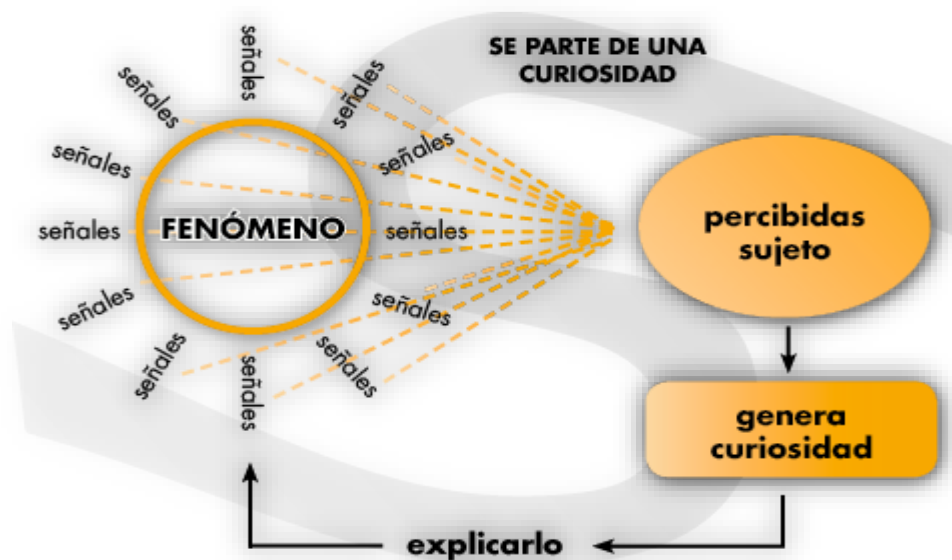 SE PARTE DE UNA
CURIOSIDAD
señales
señales
señales
señales
señales
señales
FENÓMENO
señales
señales
señales
señales
señales
señales
percibidas
sujeto
genera
curiosidad
explicarlo